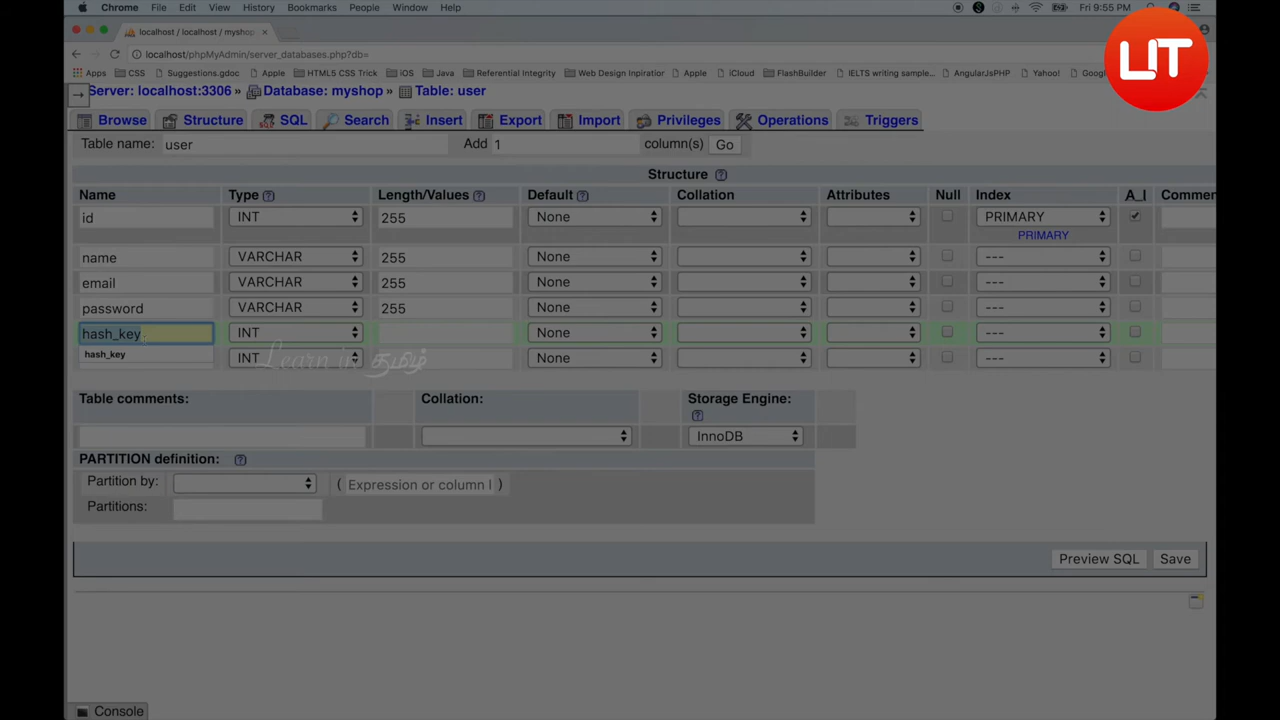 Chrome File Edit View History Bookmarks People Window Help Fri 9:55 PM
localhost / localhost / myshop
localhost/phpMyAdmin/server_databases.php?db=
Apps CSS Suggestions.gdoc Apple HTML5 CSS Trick iOS Java Referential Integrity Web Design Inpiration Apple iCloud FlashBuilder IELTS writing sample... AngularJsPHP Yahoo!
LIT
Server: localhost:3306 » Database: myshop » Table: user
Browse Structure SQL Search Insert Export Import Privileges Operations Triggers
Table name: user Add 1 column(s) Go
Structure
Name Type Length/Values Default Collation Attributes Null Index A_I Commen
id INT 255 None PRIMARY
PRIMARY
name VARCHAR 255 None ---
email VARCHAR 255 None ---
password VARCHAR 255 None ---
hash_key INT None ---
hash_key INT None ---
Learn in தமிழ்
Table comments: Collation: Storage Engine:
InnoDB
PARTITION definition:
Partition by: ( Expression or column l )
Partitions:
Preview SQL Save
Console